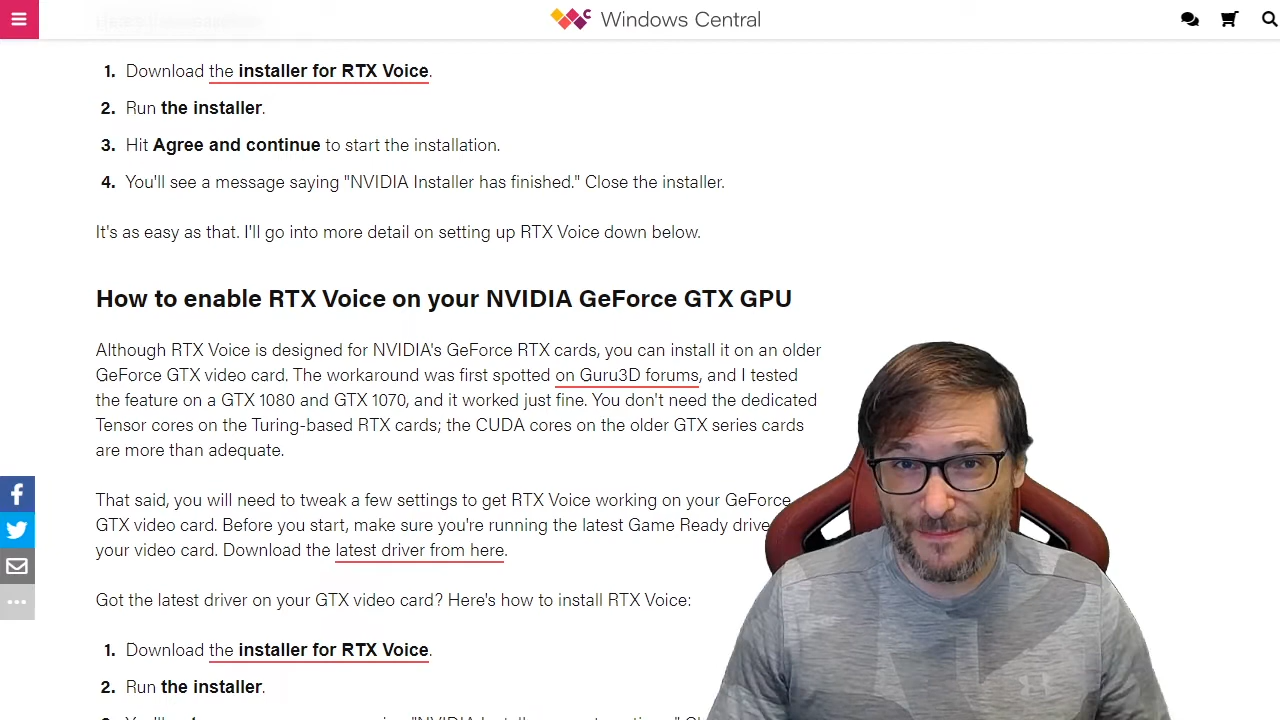 Windows Central
1. Download the installer for RTX Voice.
2. Run the installer.
3. Hit Agree and continue to start the installation.
4. You'll see a message saying "NVIDIA Installer has finished." Close the installer.
It's as easy as that. I'll go into more detail on setting up RTX Voice down below.
How to enable RTX Voice on your NVIDIA GeForce GTX GPU
Although RTX Voice is designed for NVIDIA's GeForce RTX cards, you can install it on an older
GeForce GTX video card. The workaround was first spotted on Guru3D forums, and I tested
the feature on a GTX 1080 and GTX 1070, and it worked just fine. You don't need the dedicated
Tensor cores on the Turing-based RTX cards; the CUDA cores on the older GTX series cards
are more than adequate.
That said, you will need to tweak a few settings to get RTX Voice working on your GeForce
GTX video card. Before you start, make sure you're running the latest Game Ready drive
your video card. Download the latest driver from here.
Got the latest driver on your GTX video card? Here's how to install RTX Voice:
1. Download the installer for RTX Voice.
2. Run the installer.